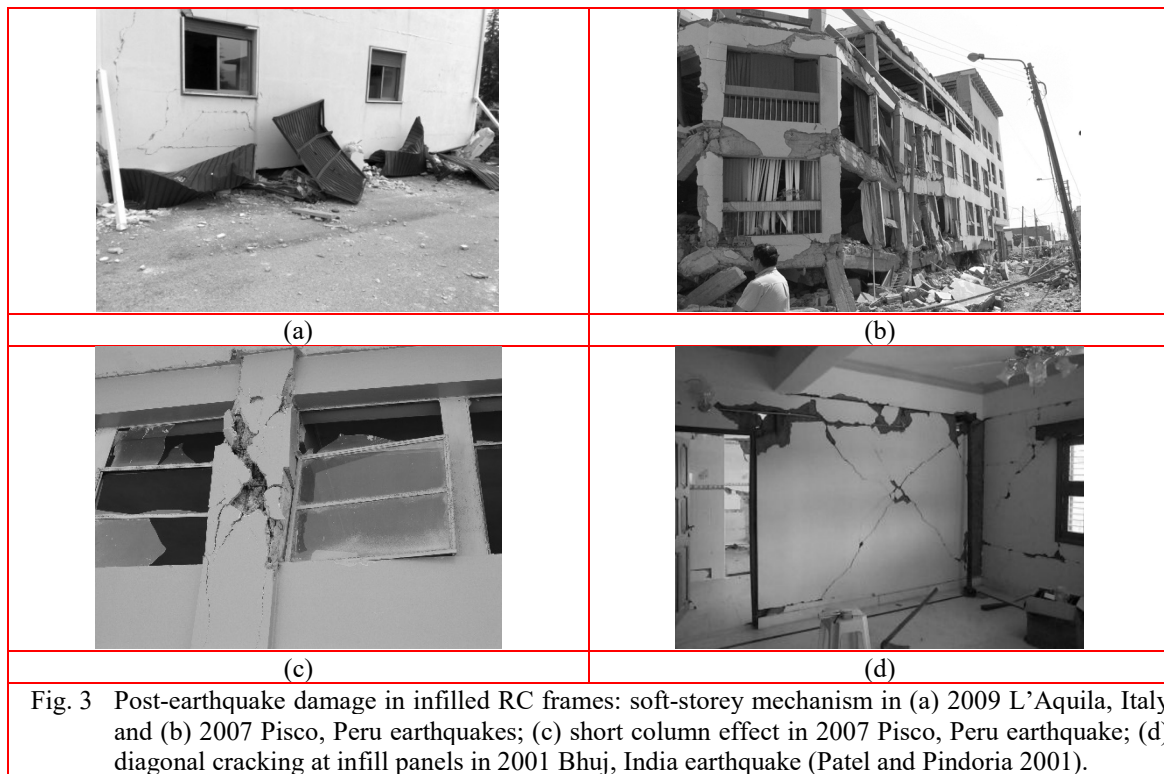 (a)
(b)
(c)
(d)
Fig. 3 Post-earthquake damage in infilled RC frames: soft-storey mechanism in (a) 2009 L’Aquila, Italy
and (b) 2007 Pisco, Peru earthquakes; (c) short column effect in 2007 Pisco, Peru earthquake; (d)
diagonal cracking at infill panels in 2001 Bhuj, India earthquake (Patel and Pindoria 2001).